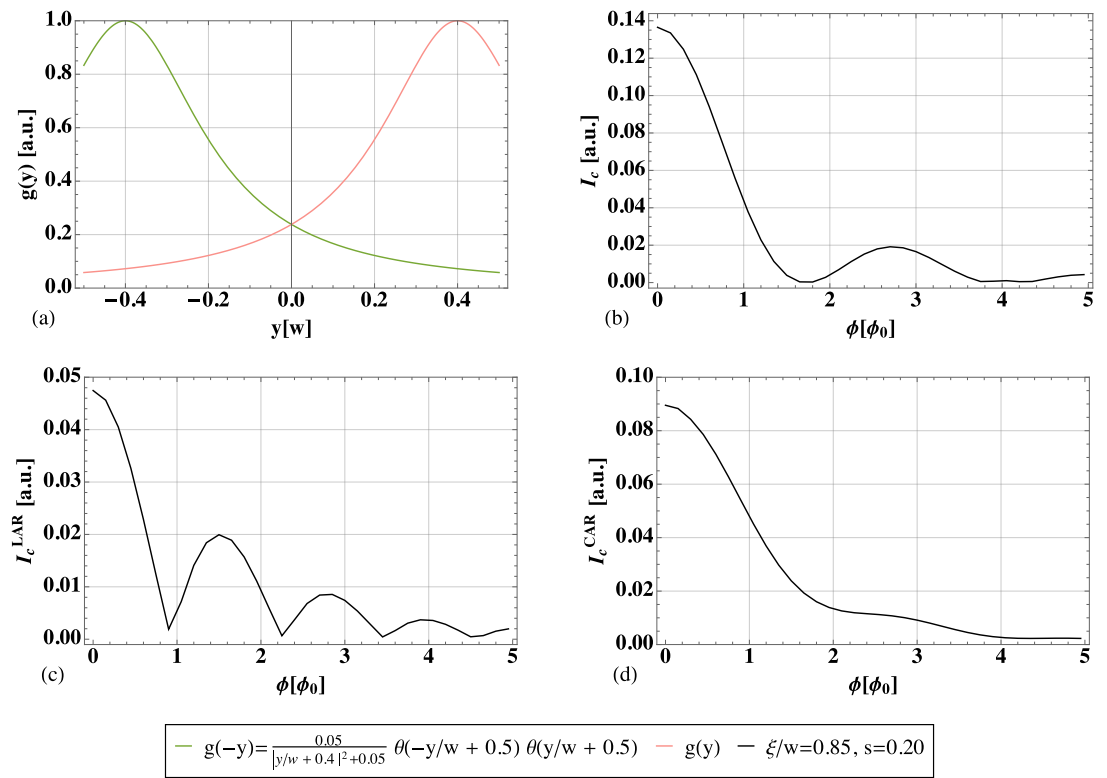 1.0
0.8
0.6
0.4
0.2
0.0
g(y) [a.u.]
−0.4 −0.2 0.0 0.2 0.4
y[w]
(a)
0.14
0.12
0.10
0.08
0.06
0.04
0.02
0.00
I_c [a.u.]
0 1 2 3 4 5
ϕ[ϕ_0]
(b)
0.05
0.04
0.03
0.02
0.01
0.00
I_c^LAR [a.u.]
0 1 2 3 4 5
ϕ[ϕ_0]
(c)
0.10
0.08
0.06
0.04
0.02
0.00
I_c^CAR [a.u.]
0 1 2 3 4 5
ϕ[ϕ_0]
(d)
g(−y)= 0.05 / |y/w + 0.4|^2+0.05 θ(−y/w + 0.5) θ(y/w + 0.5) g(y) ξ/w=0.85, s=0.20